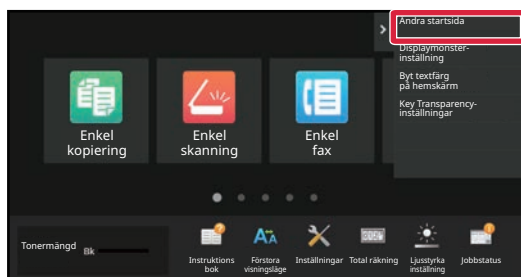 Ändra startsida
Displaymönster-
inställning
Byt textfärg
på hemskärm
Key Transparency-
inställningar
Enkel
kopiering
Enkel
skanning
Enkel
fax
Tonermängd
Bk
Instruktions
bok
Förstora
visningsläge
Inställningar
Total räkning
Ljusstyrka
inställning
Jobbstatus